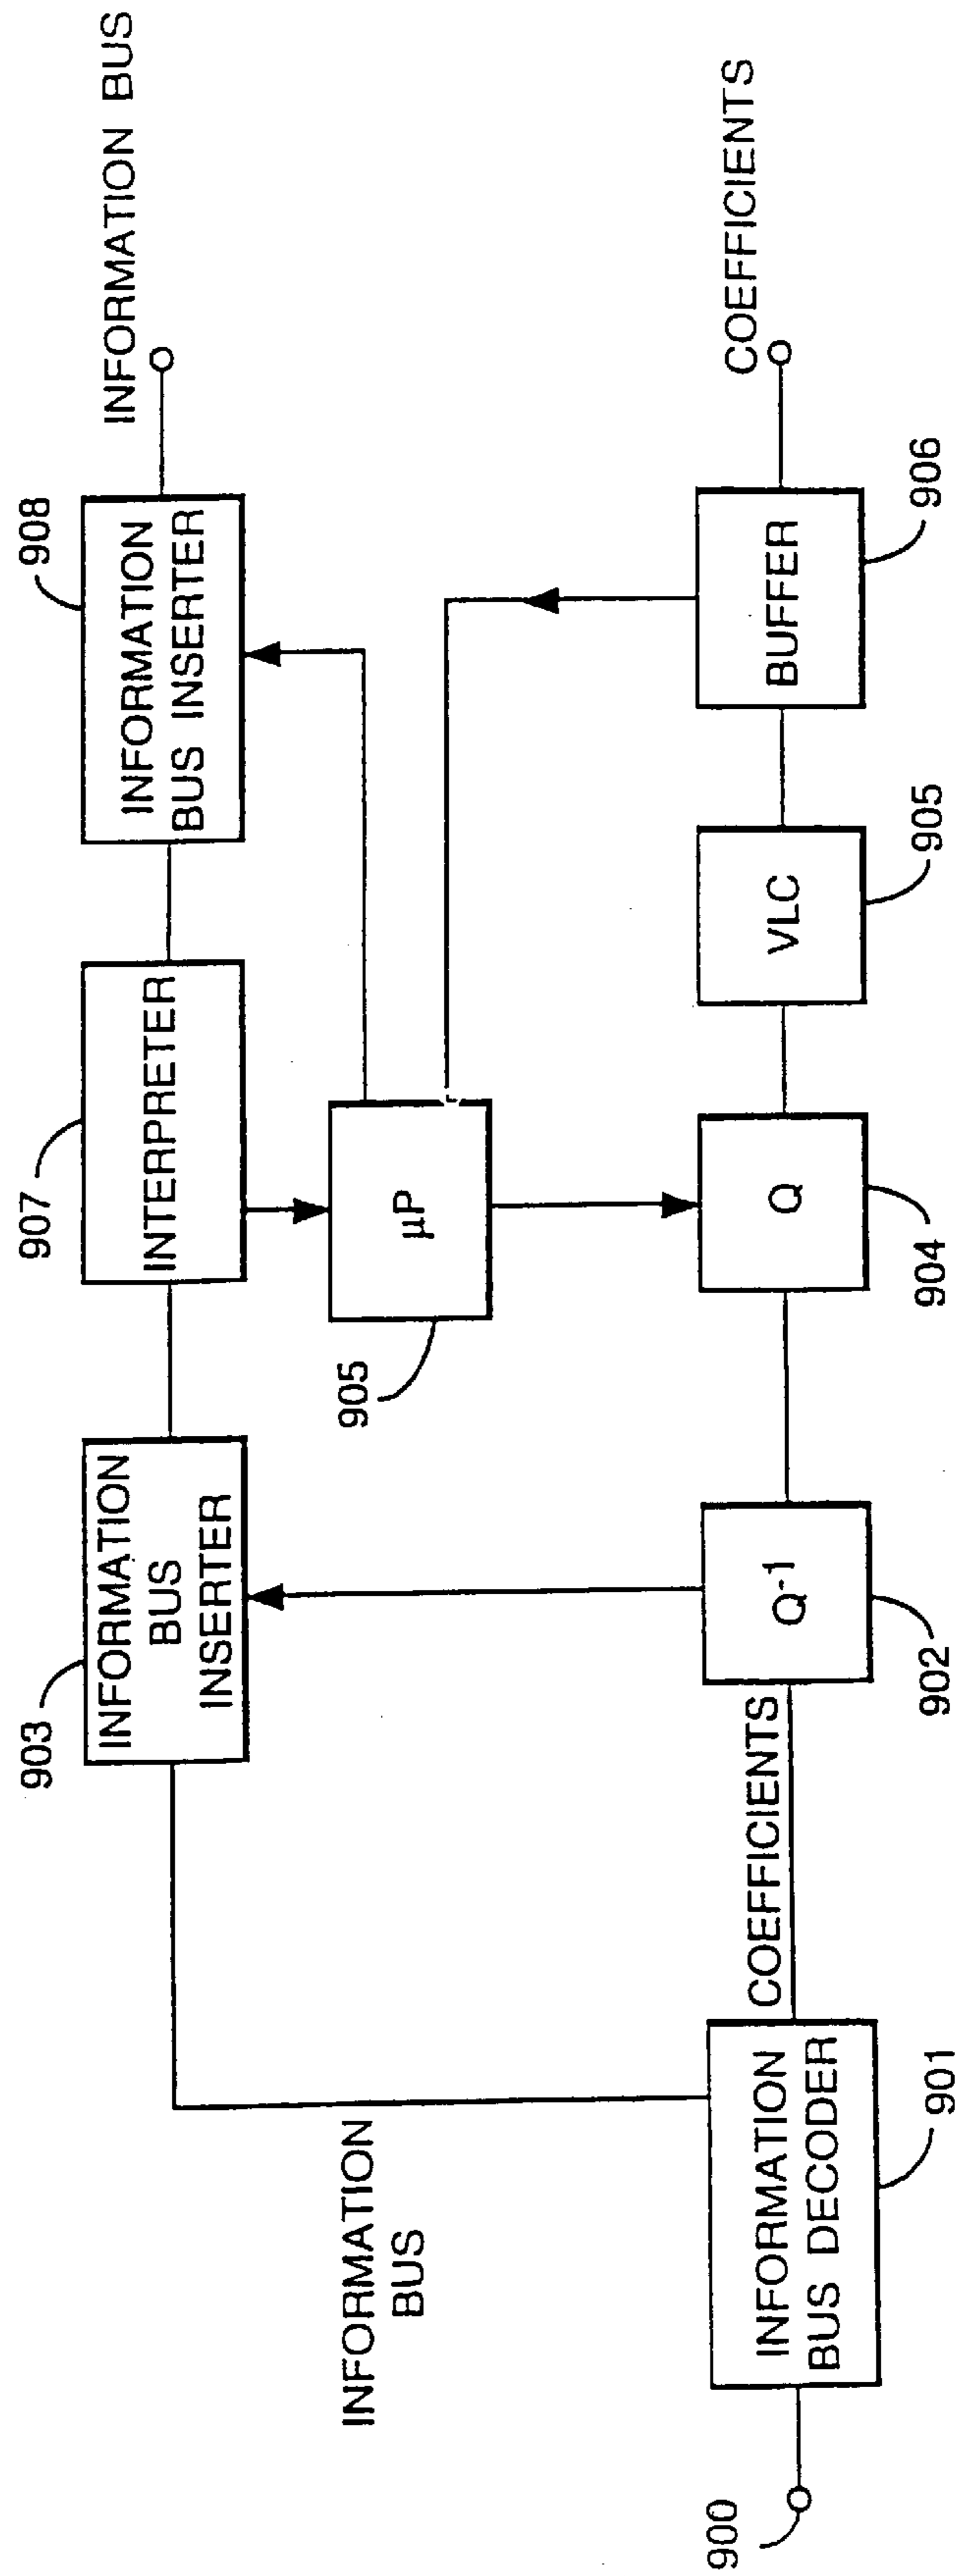 INFORMATION BUS
908
INFORMATION
BUS INSERTER
907
INTERPRETER
903
INFORMATION
BUS
INSERTER
905
µP
INFORMATION
BUS
COEFFICIENTS
900
INFORMATION
BUS DECODER
901
COEFFICIENTS
Q-1
902
Q
904
VLC
905
BUFFER
906